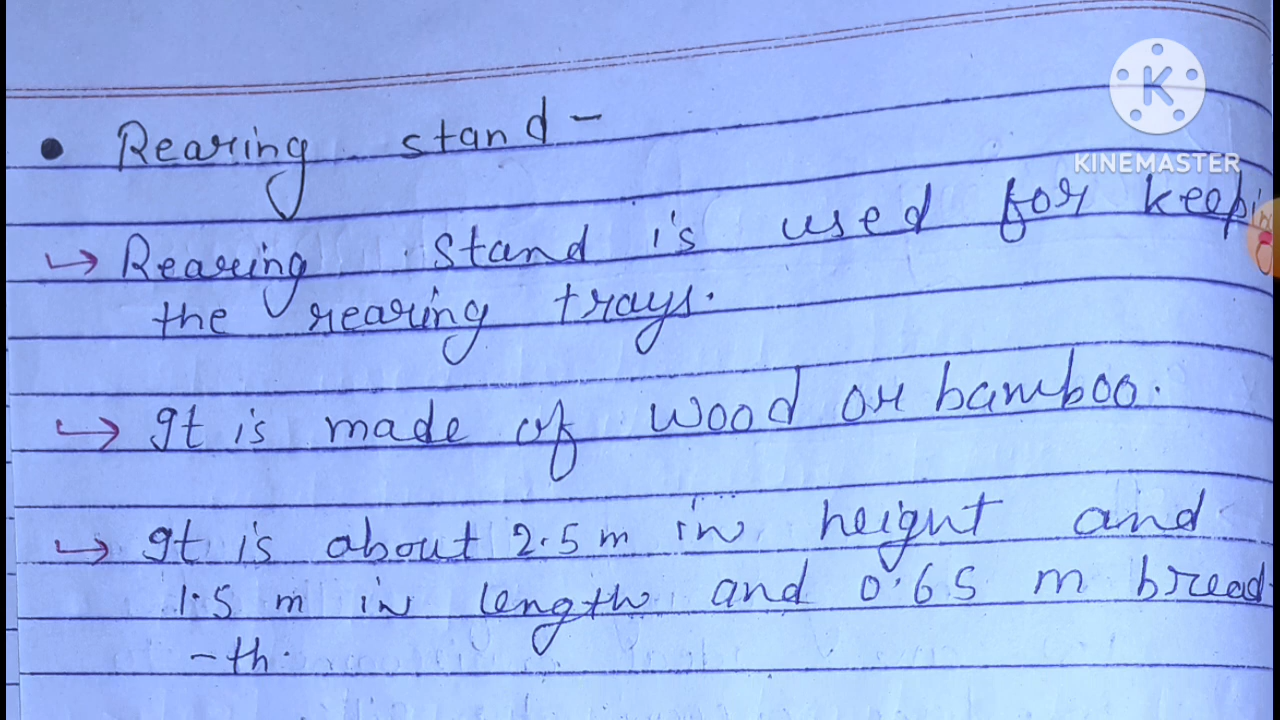 • Rearing stand -
K
KINEMASTER
↪ Rearing stand is used for keepi
the rearing trays.
↪ It is made of wood or bamboo.
↪ It is about 2.5 m in height and
1.5 m in length and 0.65 m bread
-th.